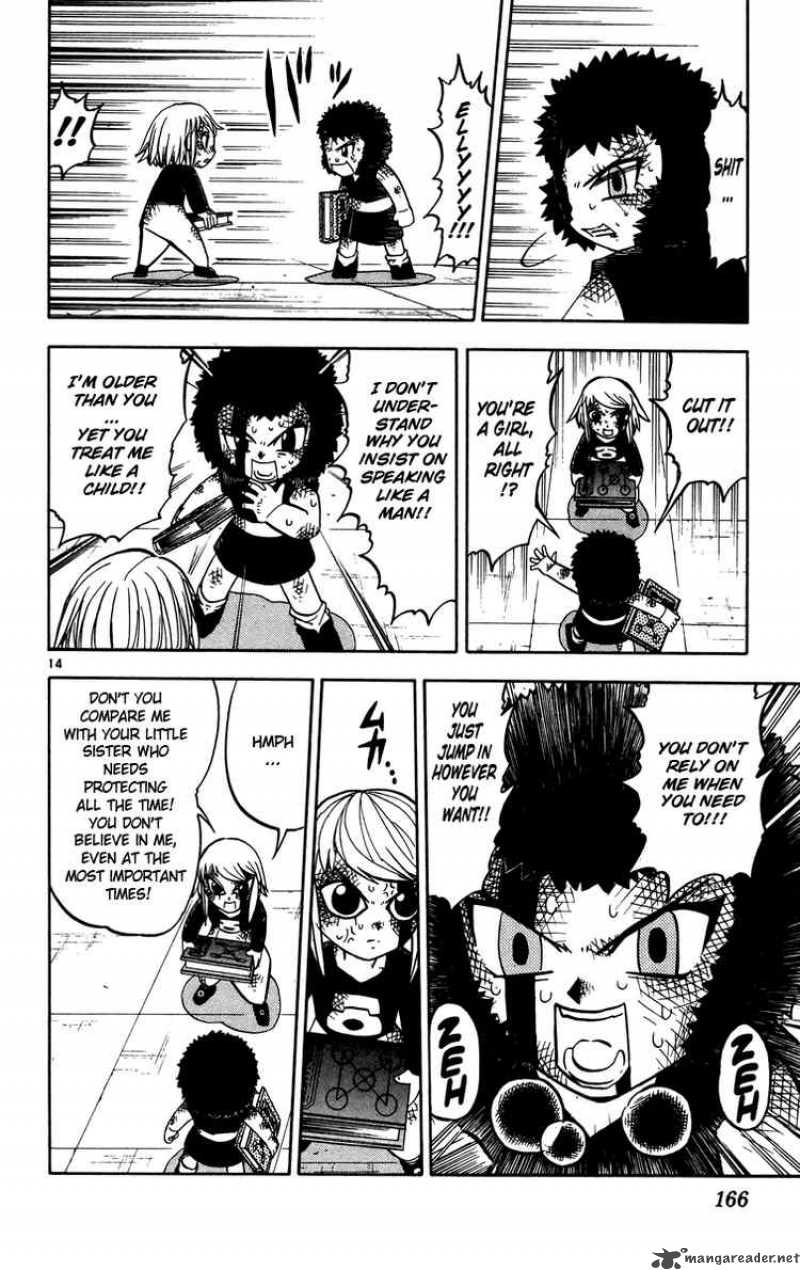 SHIT
...
ELLYYYY!!!
!!
CUT IT
OUT!!
YOU'RE
A GIRL,
ALL
RIGHT
!?
I DON'T
UNDER-
STAND
WHY YOU
INSIST ON
SPEAKING
LIKE A
MAN!!
I'M OLDER
THAN YOU
...
YET YOU
TREAT ME
LIKE A
CHILD!!
14
YOU DON'T
RELY ON
ME WHEN
YOU NEED
TO!!!
YOU
JUST
JUMP IN
HOWEVER
YOU
WANT!!
ZEH
ZEH
ムカ…
HMPH
...
DON'T YOU
COMPARE ME
WITH YOUR LITTLE
SISTER WHO
NEEDS
PROTECTING
ALL THE TIME!
YOU DON'T
BELIEVE IN ME,
EVEN AT THE
MOST IMPORTANT
TIMES!
166
mangareader.net